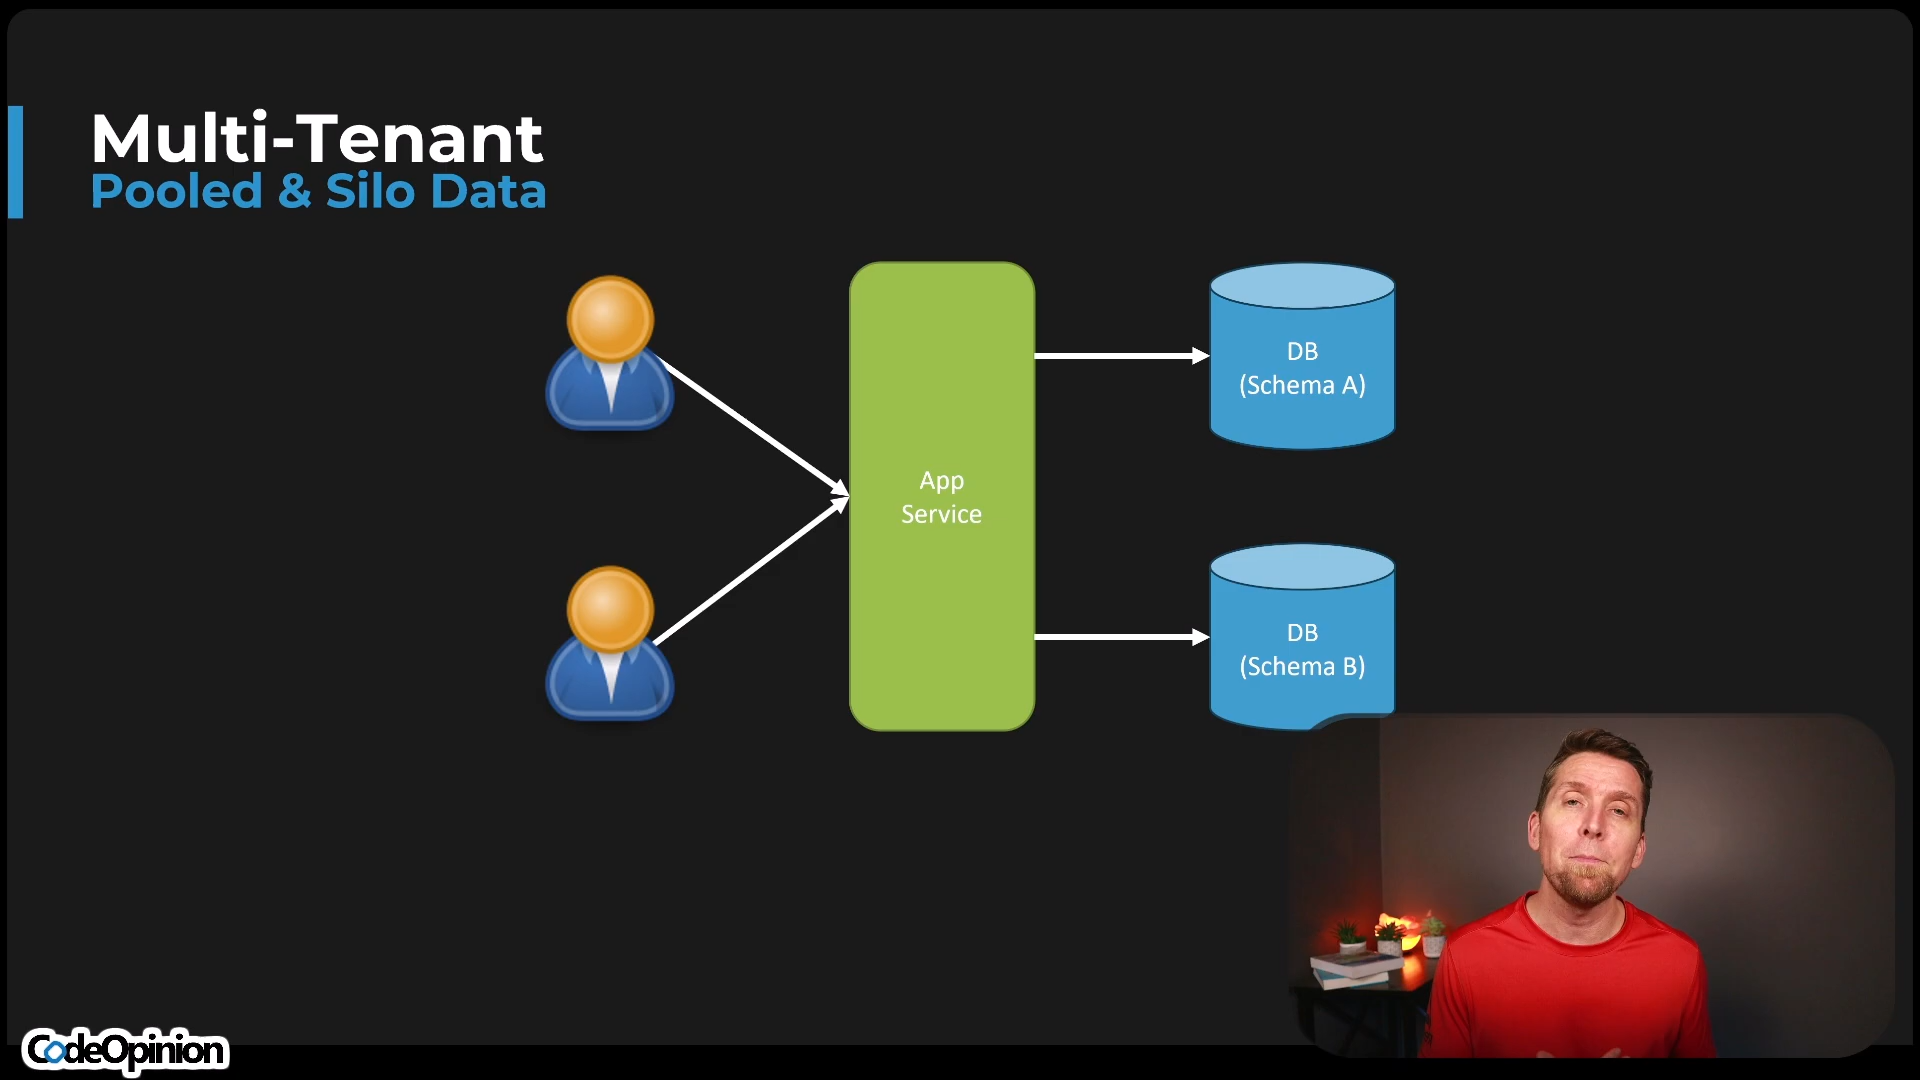 Multi-Tenant
Pooled & Silo Data
App
Service
DB
(Schema A)
DB
(Schema B)
CodeOpinion